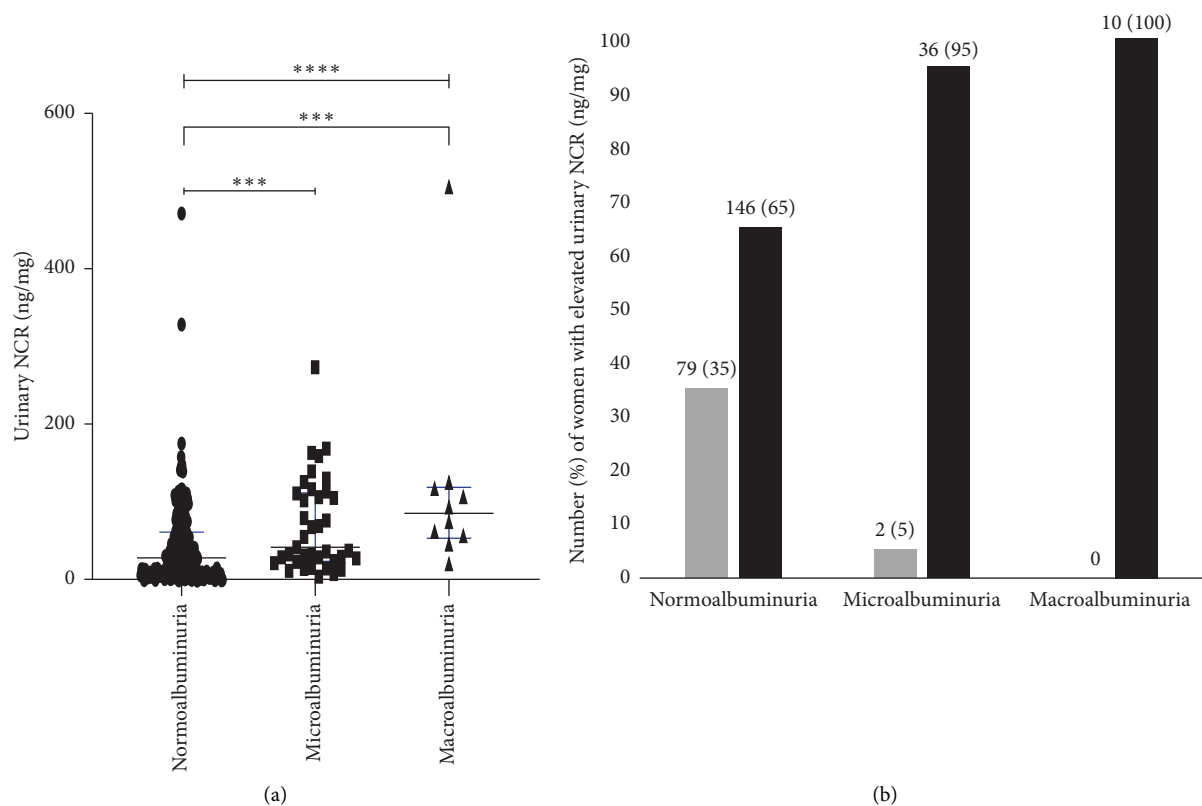 ****
***
***
600
400
200
0
Urinary NCR (ng/mg)
Normoalbuminuria
Microalbuminuria
Macroalbuminuria
(a)
100
90
80
70
60
50
40
30
20
10
0
Number (%) of women with elevated urinary NCR (ng/mg)
79 (35)
146 (65)
2 (5)
36 (95)
0
10 (100)
Normoalbuminuria
Microalbuminuria
Macroalbuminuria
(b)